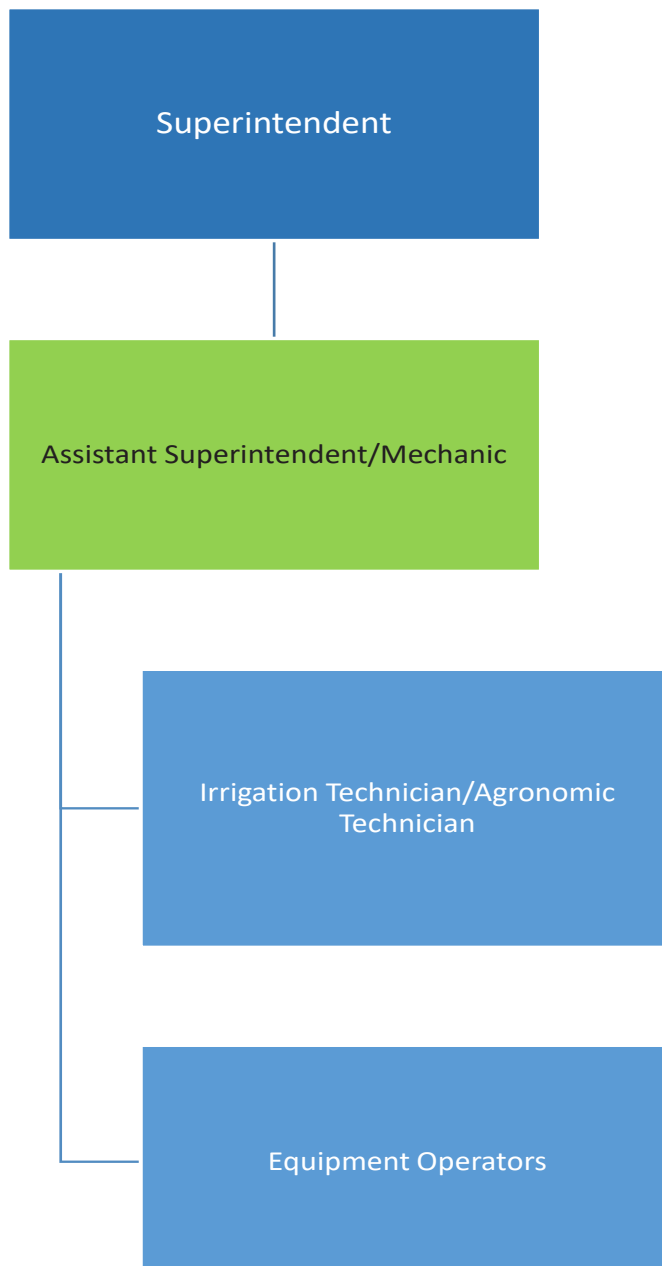 Superintendent
Assistant Superintendent/Mechanic
Irrigation Technician/Agronomic
Technician
Equipment Operators